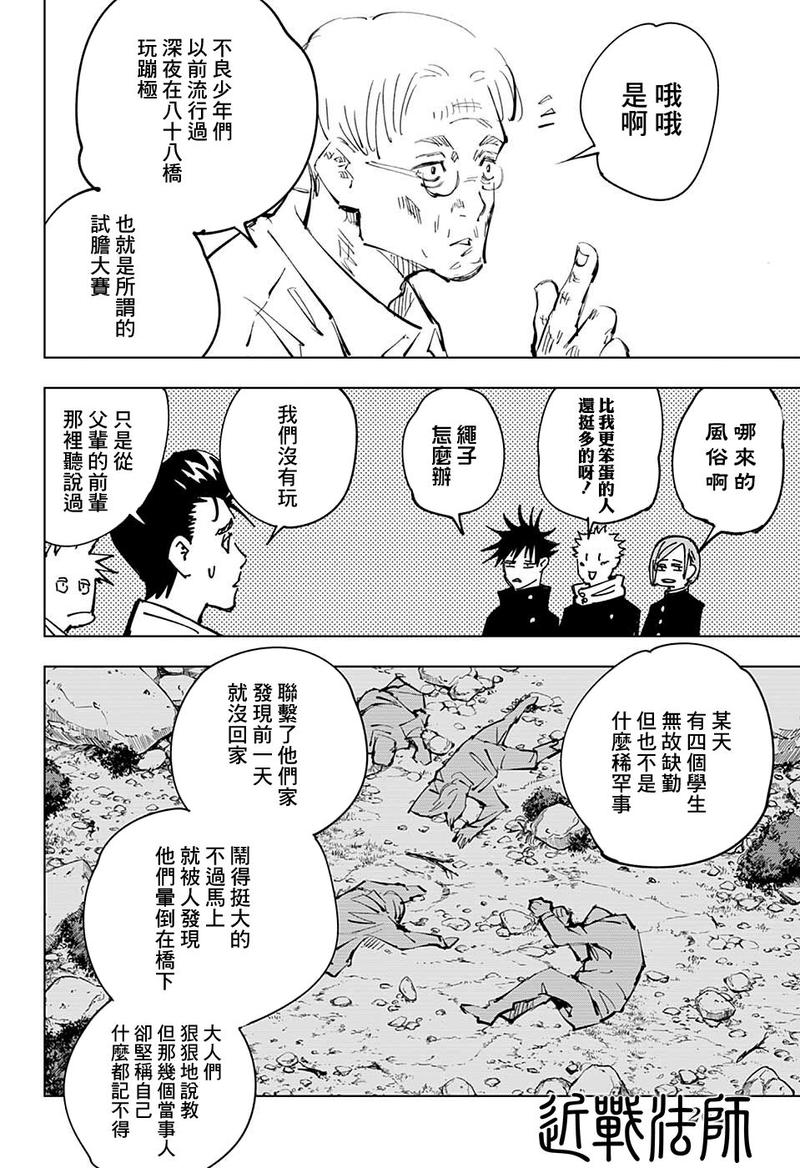 哦哦
是啊
不良少年們
以前流行過
深夜在八十八橋
玩蹦極
也就是所謂的
試膽大賽
哪來的
風俗啊
比我更笨蛋的人
還挺多的呀!
繩子
怎麼辦
我們沒有玩
只是從
父輩的前輩
那裡聽說過
某天
有四個學生
無故缺勤
但也不是
什麼稀罕事
聯繫了他們家
發現前一天
就沒回家
鬧得挺大的
不過馬上
就被人發現
他們暈倒在橋下
大人們
狠狠地說教
但那幾個當事人
卻堅稱自己
什麼都記不得
近戰法師